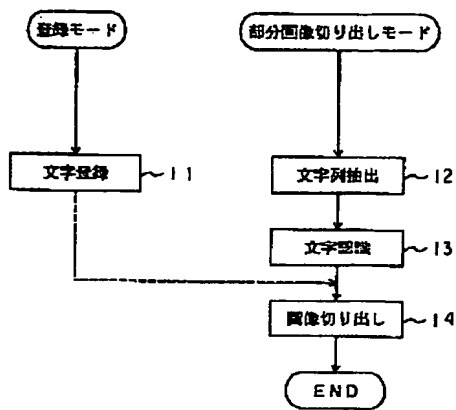 登録モード
部分画像切り出しモード
文字登録
11
文字列抽出
12
文字認識
13
画像切り出し
14
END